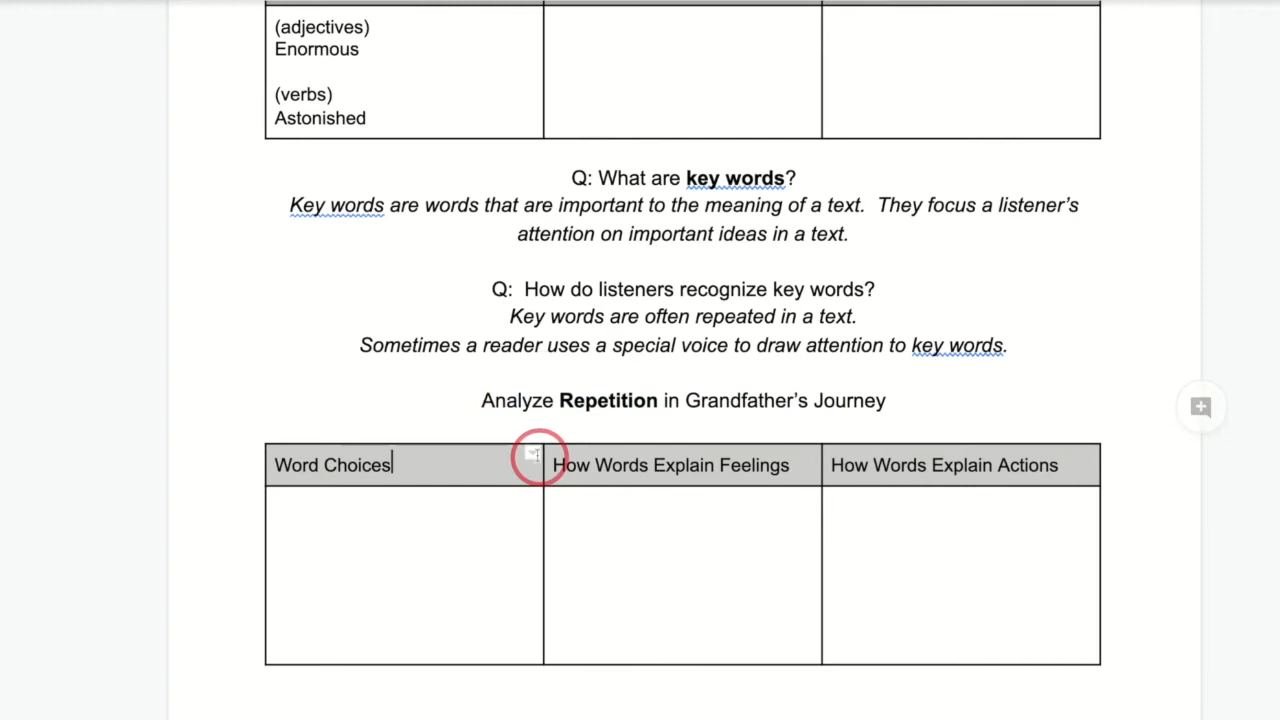 (adjectives)
Enormous
(verbs)
Astonished
Q: What are key words?
Key words are words that are important to the meaning of a text.  They focus a listener's
attention on important ideas in a text.
Q:  How do listeners recognize key words?
Key words are often repeated in a text.
Sometimes a reader uses a special voice to draw attention to key words.
Analyze Repetition in Grandfather's Journey
Word Choices
How Words Explain Feelings
How Words Explain Actions